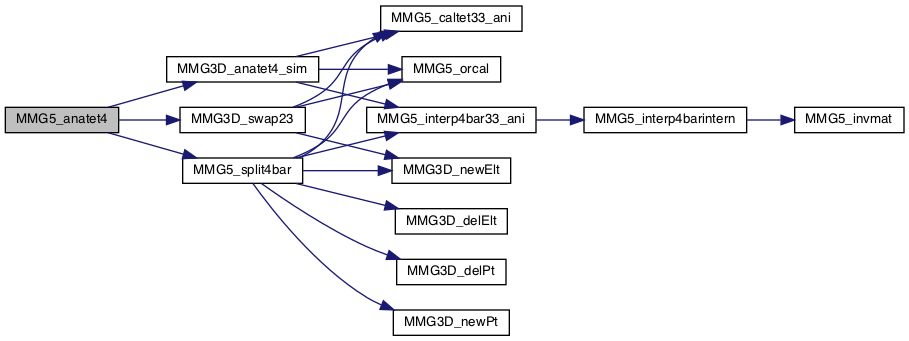 MMG5_anatet4
MMG3D_anatet4_sim
MMG3D_swap23
MMG5_split4bar
MMG5_caltet33_ani
MMG5_orcal
MMG5_interp4bar33_ani
MMG3D_newElt
MMG3D_delElt
MMG3D_delPt
MMG3D_newPt
MMG5_interp4barintern
MMG5_invmat